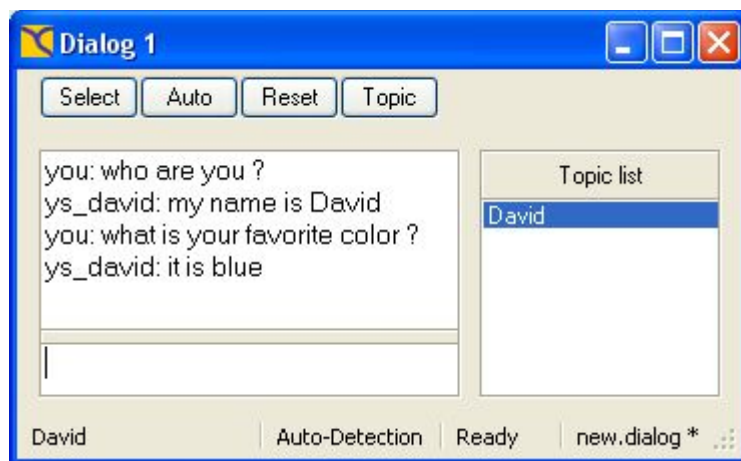 Dialog 1
Select Auto Reset Topic
you: who are you ?
ys_david: my name is David
you: what is your favorite color ?
ys_david: it is blue
Topic list
David
David Auto-Detection Ready new.dialog *